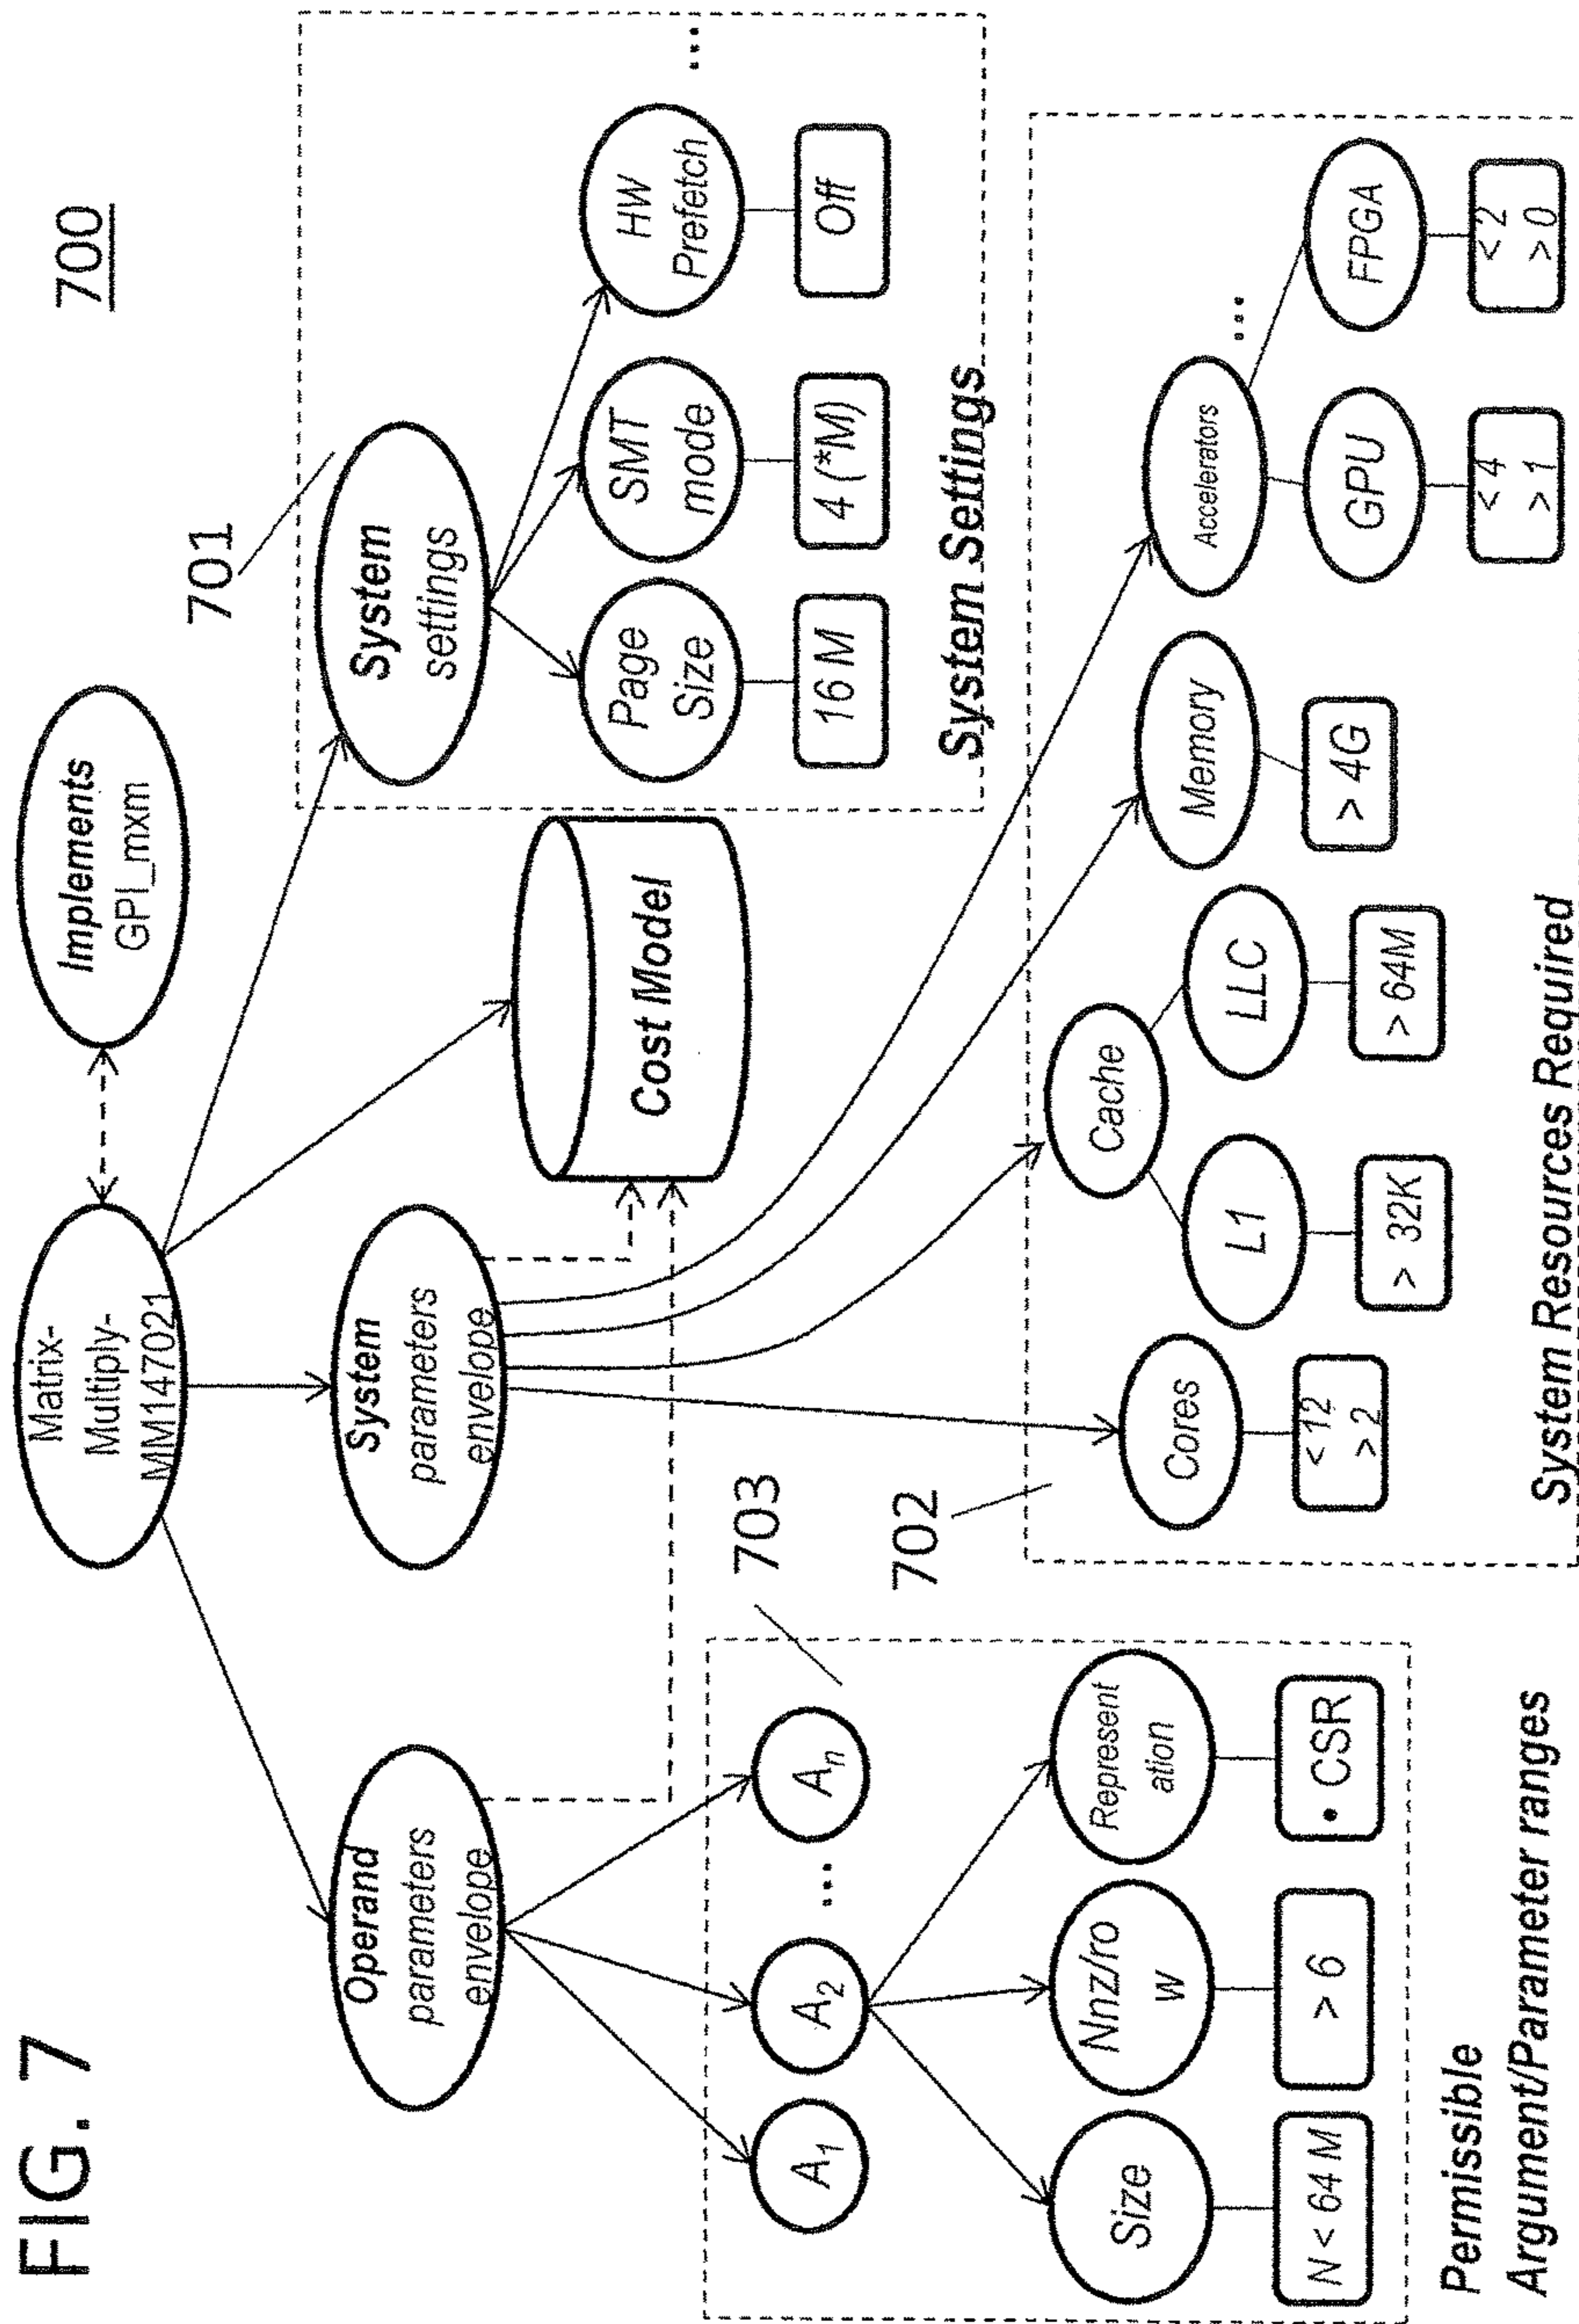 FIG. 7
700
Matrix-
Multiply-
MM147021
Implements
GPI_mxm
701
Operand
parameters
envelope
System
parameters
envelope
Cost Model
System
settings
Page
Size
SMT
mode
HW
Prefetch
...
16 M
4 (*M)
Off
System Settings
703
A1
A2
...
An
Size
Nnz/ro
w
Represent
ation
N < 64 M
> 6
• CSR
Permissible
Argument/Parameter ranges
702
Cores
Cache
Memory
Accelerators
...
L1
LLC
GPU
FPGA
< 12
> 2
> 32K
> 64M
> 4G
< 4
> 1
< 2
> 0
System Resources Required